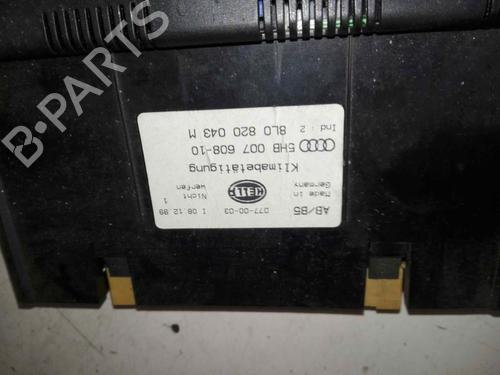 AB/B5 077-00-03 I 08 12 99
Made in Germany Nicht werfen 1
HELLA
Klimabetätigung
5HB 007 608-10
Ind : 2 8L0 820 043 M
B-PARTS